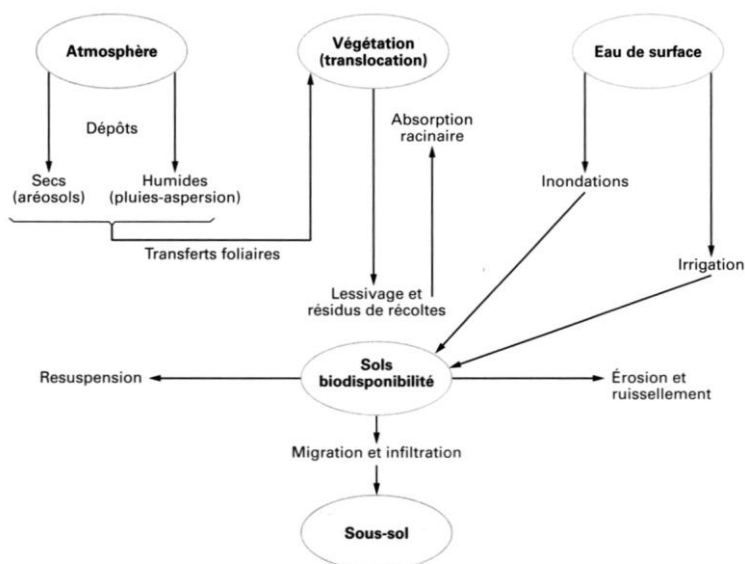 Atmosphère
Végétation
(translocation)
Eau de surface
Dépôts
Absorption
racinaire
Secs
(aréosols)
Humides
(pluies-aspersion)
Inondations
Transferts foliaires
Irrigation
Lessivage et
résidus de récoltes
Sols
biodisponibilité
Resuspension
Érosion et
ruissellement
Migration et infiltration
Sous-sol